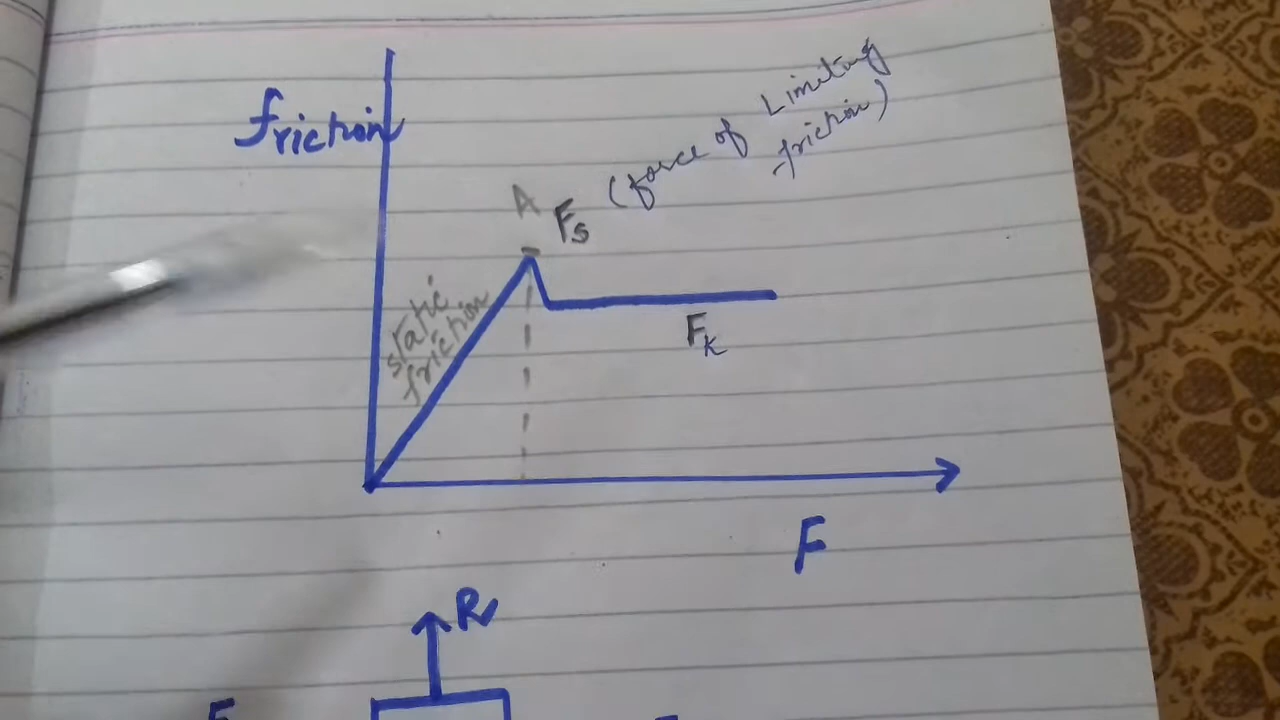 friction
(force of Limiting
friction)
A
Fs
static
friction
Fk
F
R
F